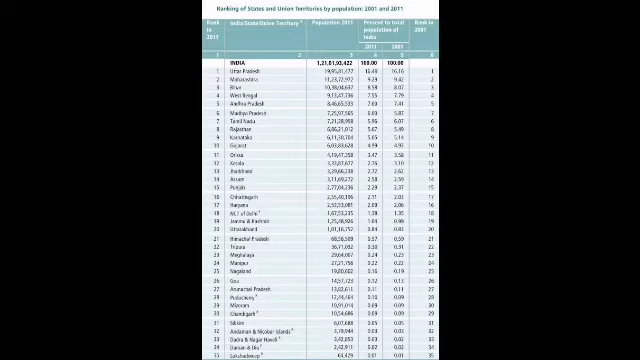 Ranking of States and Union Territories by population: 2001 and 2011
Rank in 2011 India/State/Union Territory Population 2011 Percent to total population of India Rank in 2001
2011 2001
1 2 3 4 5 6
INDIA 1,21,01,93,422 100.00 100.00
1 Uttar Pradesh 19,95,81,477 16.49 16.16 1
2 Maharashtra 11,23,72,972 9.29 9.42 2
3 Bihar 10,38,04,637 8.58 8.07 3
4 West Bengal 9,13,47,736 7.55 7.79 4
5 Andhra Pradesh 8,46,65,533 7.00 7.41 5
6 Madhya Pradesh 7,25,97,565 6.00 5.87 7
7 Tamil Nadu 7,21,38,958 5.96 6.07 6
8 Rajasthan 6,86,21,012 5.67 5.49 8
9 Karnataka 6,11,30,704 5.05 5.14 9
10 Gujarat 6,03,83,628 4.99 4.93 10
11 Orissa 4,19,47,358 3.47 3.58 11
12 Kerala 3,33,87,677 2.76 3.10 12
13 Jharkhand 3,29,66,238 2.72 2.62 13
14 Assam 3,11,69,272 2.58 2.59 14
15 Punjab 2,77,04,236 2.29 2.37 15
16 Chhattisgarh 2,55,40,196 2.11 2.03 17
17 Haryana 2,53,53,081 2.09 2.06 16
18 NCT of Delhi 1,67,53,235 1.38 1.35 18
19 Jammu & Kashmir 1,25,48,926 1.04 0.99 19
20 Uttarakhand 1,01,16,752 0.84 0.83 20
21 Himachal Pradesh 68,56,509 0.57 0.59 21
22 Tripura 36,71,032 0.30 0.31 22
23 Meghalaya 29,64,007 0.24 0.23 23
24 Manipur 27,21,756 0.22 0.22 24
25 Nagaland 19,80,602 0.16 0.19 25
26 Goa 14,57,723 0.12 0.13 26
27 Arunachal Pradesh 13,82,611 0.11 0.11 27
28 Puducherry 12,44,464 0.10 0.09 28
29 Mizoram 10,91,014 0.09 0.09 30
30 Chandigarh 10,54,686 0.09 0.09 29
31 Sikkim 6,07,688 0.05 0.05 31
32 Andaman & Nicobar Islands 3,79,944 0.03 0.03 32
33 Dadra & Nagar Haveli 3,42,853 0.03 0.02 33
34 Daman & Diu 2,42,911 0.02 0.02 34
35 Lakshadweep 64,429 0.01 0.01 35